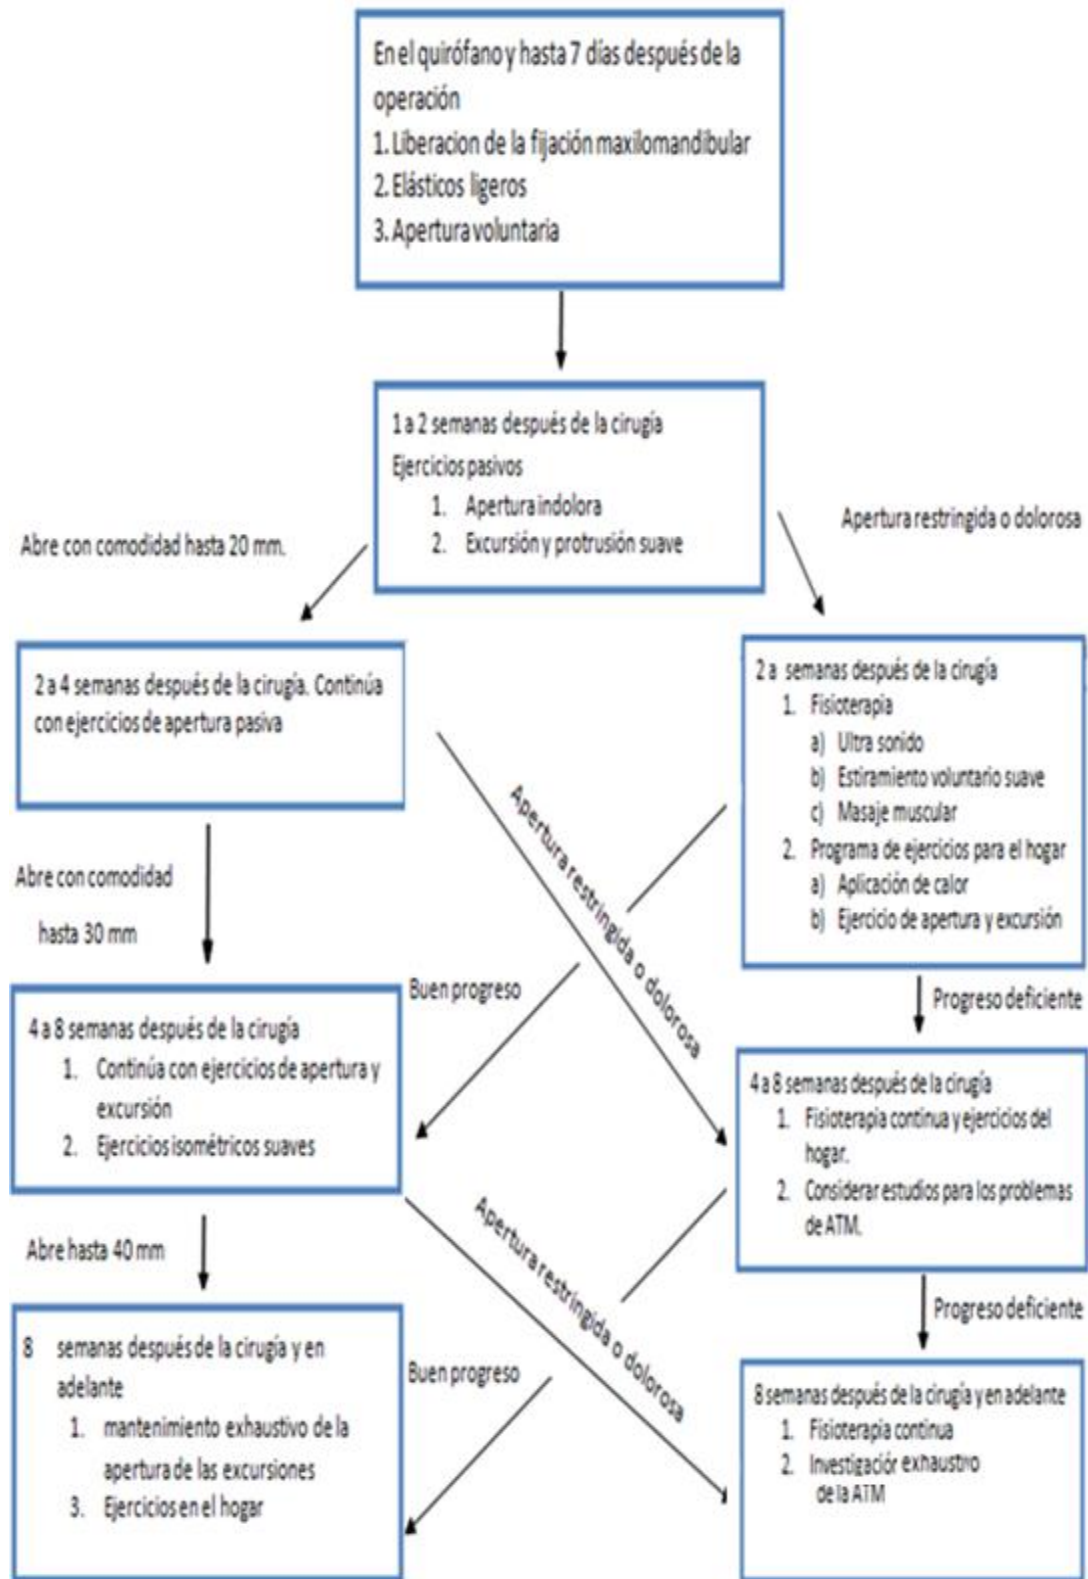 En el quirófano y hasta 7 días después de la
operación
1. Liberacion de la fijación maxilomandibular
2. Elásticos ligeros
3. Apertura voluntaria
1 a 2 semanas después de la cirugía
Ejercicios pasivos
1. Apertura indolora
2. Excursión y protrusión suave
Abre con comodidad hasta 20 mm.
Apertura restringida o dolorosa
2 a 4 semanas después de la cirugía. Continúa
con ejercicios de apertura pasiva
2 a semanas después de la cirugía
1. Fisioterapia
a) Ultra sonido
b) Estiramiento voluntario suave
c) Masaje muscular
2. Programa de ejercicios para el hogar
a) Aplicación de calor
b) Ejercicio de apertura y excursión
Abre con comodidad
hasta 30 mm
Apertura restringida o dolorosa
Buen progreso
Progreso deficiente
4 a 8 semanas después de la cirugía
1. Continúa con ejercicios de apertura y
excursión
2. Ejercicios isométricos suaves
4 a 8 semanas después de la cirugía
1. Fisioterapia continua y ejercicios del
hogar.
2. Considerar estudios para los problemas
de ATM.
Abre hasta 40 mm
Apertura restringida o dolorosa
Buen progreso
Progreso deficiente
8 semanas después de la cirugía y en
adelante
1. mantenimiento exhaustivo de la
apertura de las excursiones
3. Ejercicios en el hogar
8 semanas después de la cirugía y en adelante
1. Fisioterapia continua
2. Investigación exhaustro
de la ATM